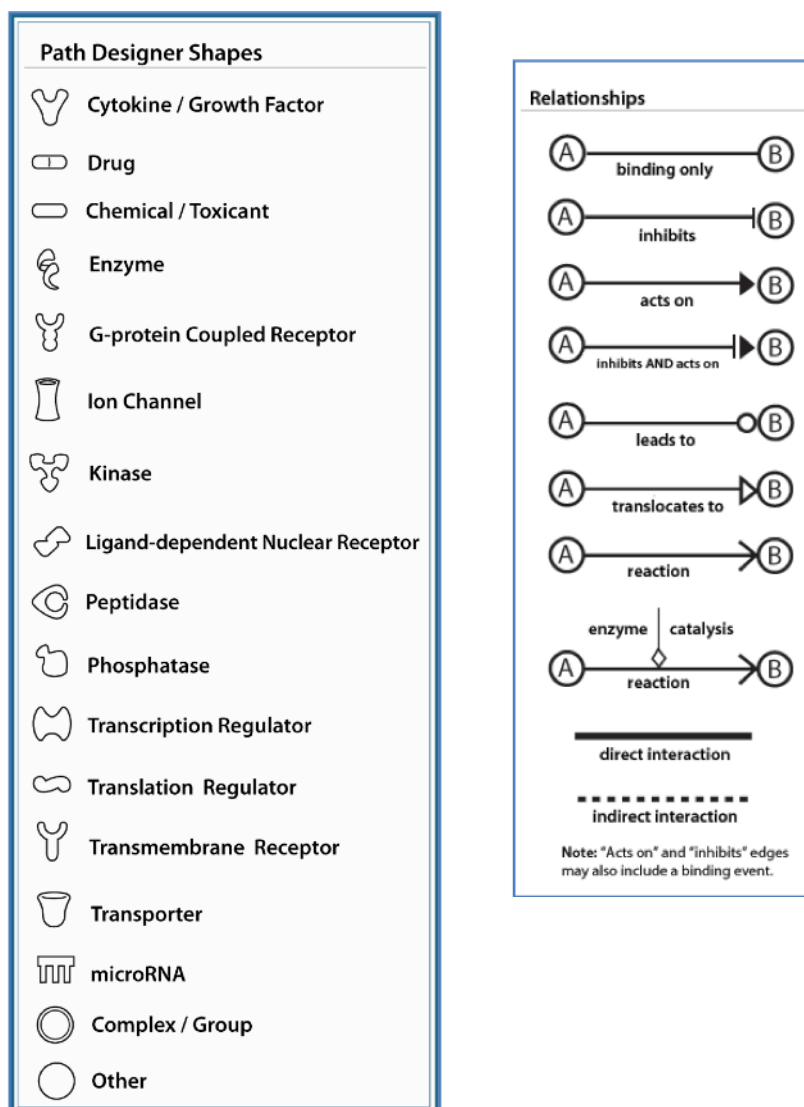 Path Designer Shapes
Cytokine / Growth Factor
Drug
Chemical / Toxicant
Enzyme
G-protein Coupled Receptor
Ion Channel
Kinase
Ligand-dependent Nuclear Receptor
Peptidase
Phosphatase
Transcription Regulator
Translation Regulator
Transmembrane Receptor
Transporter
microRNA
Complex / Group
Other
Relationships
A B
binding only
A B
inhibits
A B
acts on
A B
inhibits AND acts on
A B
leads to
A B
translocates to
A B
reaction
enzyme catalysis
A B
reaction
direct interaction
indirect interaction
Note: "Acts on" and "inhibits" edges
may also include a binding event.